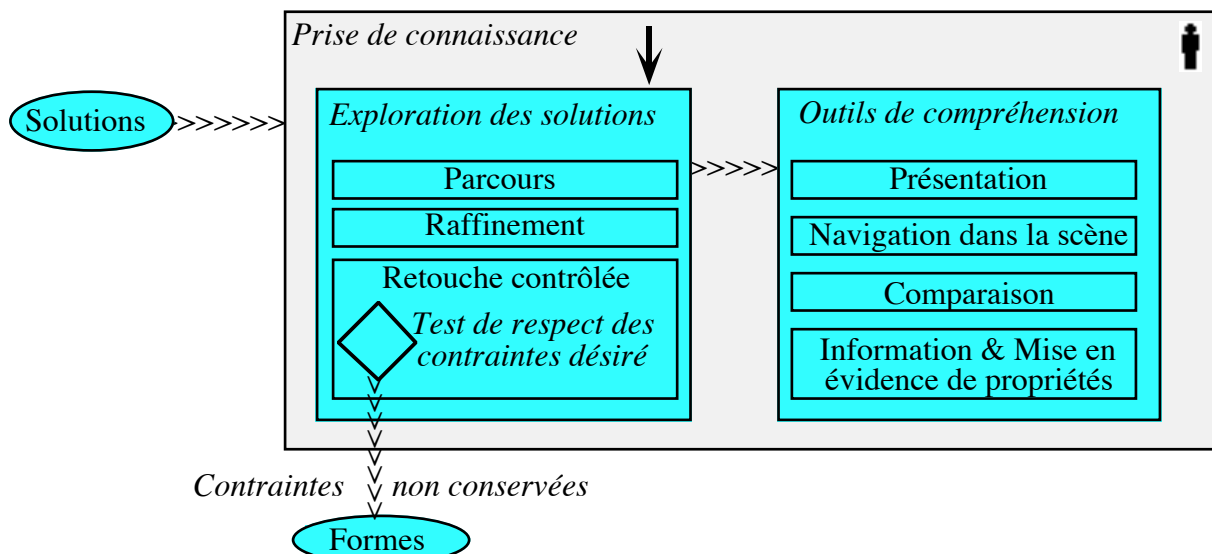 Prise de connaissance
Solutions
Exploration des solutions
Parcours
Raffinement
Retouche contrôlée
Test de respect des
contraintes désiré
Outils de compréhension
Présentation
Navigation dans la scène
Comparaison
Information & Mise en
évidence de propriétés
Contraintes non conservées
Formes